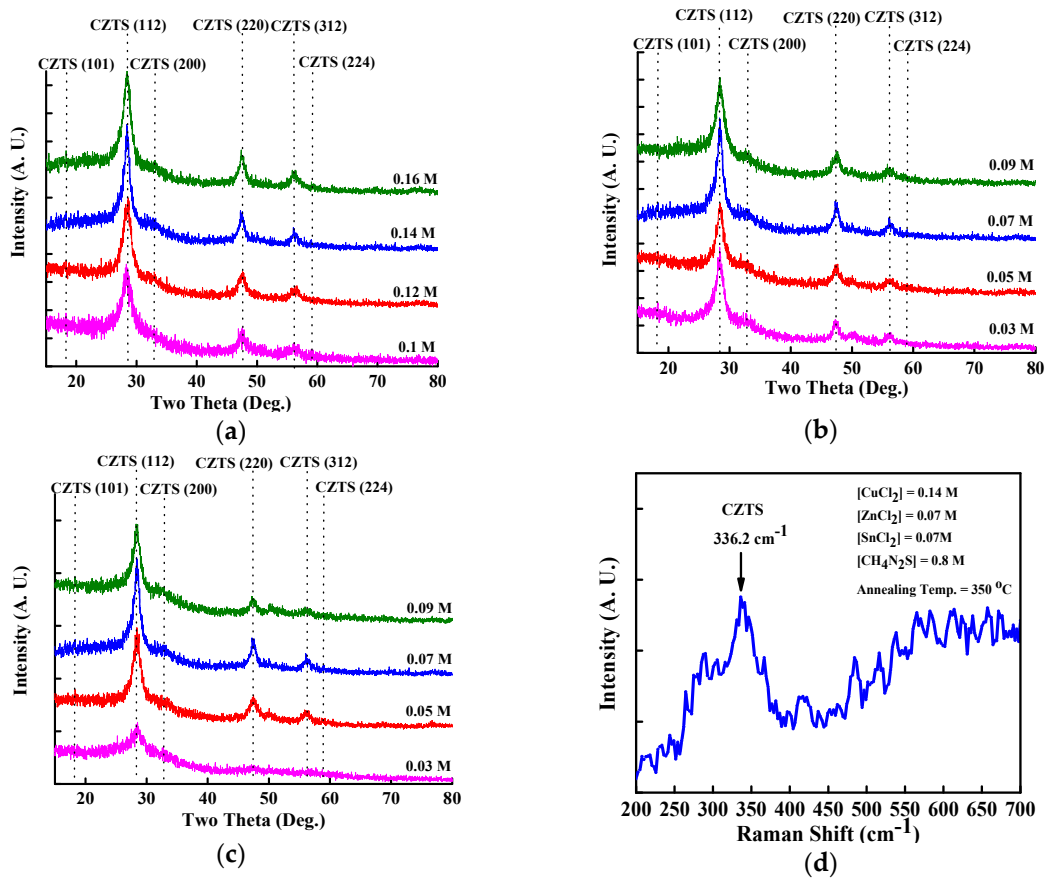 CZTS (112)
CZTS (220)
CZTS (312)
CZTS (101)
CZTS (200)
CZTS (224)
Intensity (A. U.)
0.16 M
0.14 M
0.12 M
0.1 M
20 30 40 50 60 70 80
Two Theta (Deg.)
(a)
CZTS (112)
CZTS (220)
CZTS (312)
CZTS (101)
CZTS (200)
CZTS (224)
Intensity (A. U.)
0.09 M
0.07 M
0.05 M
0.03 M
20 30 40 50 60 70 80
Two Theta (Deg.)
(b)
CZTS (112)
CZTS (220)
CZTS (312)
CZTS (101)
CZTS (200)
CZTS (224)
Intensity (A. U.)
0.09 M
0.07 M
0.05 M
0.03 M
20 30 40 50 60 70 80
Two Theta (Deg.)
(c)
CZTS
336.2 cm⁻¹
[CuCl₂] = 0.14 M
[ZnCl₂] = 0.07 M
[SnCl₂] = 0.07M
[CH₄N₂S] = 0.8 M
Annealing Temp. = 350 ⁰C
Intensity (A. U.)
200 250 300 350 400 450 500 550 600 650 700
Raman Shift (cm⁻¹)
(d)